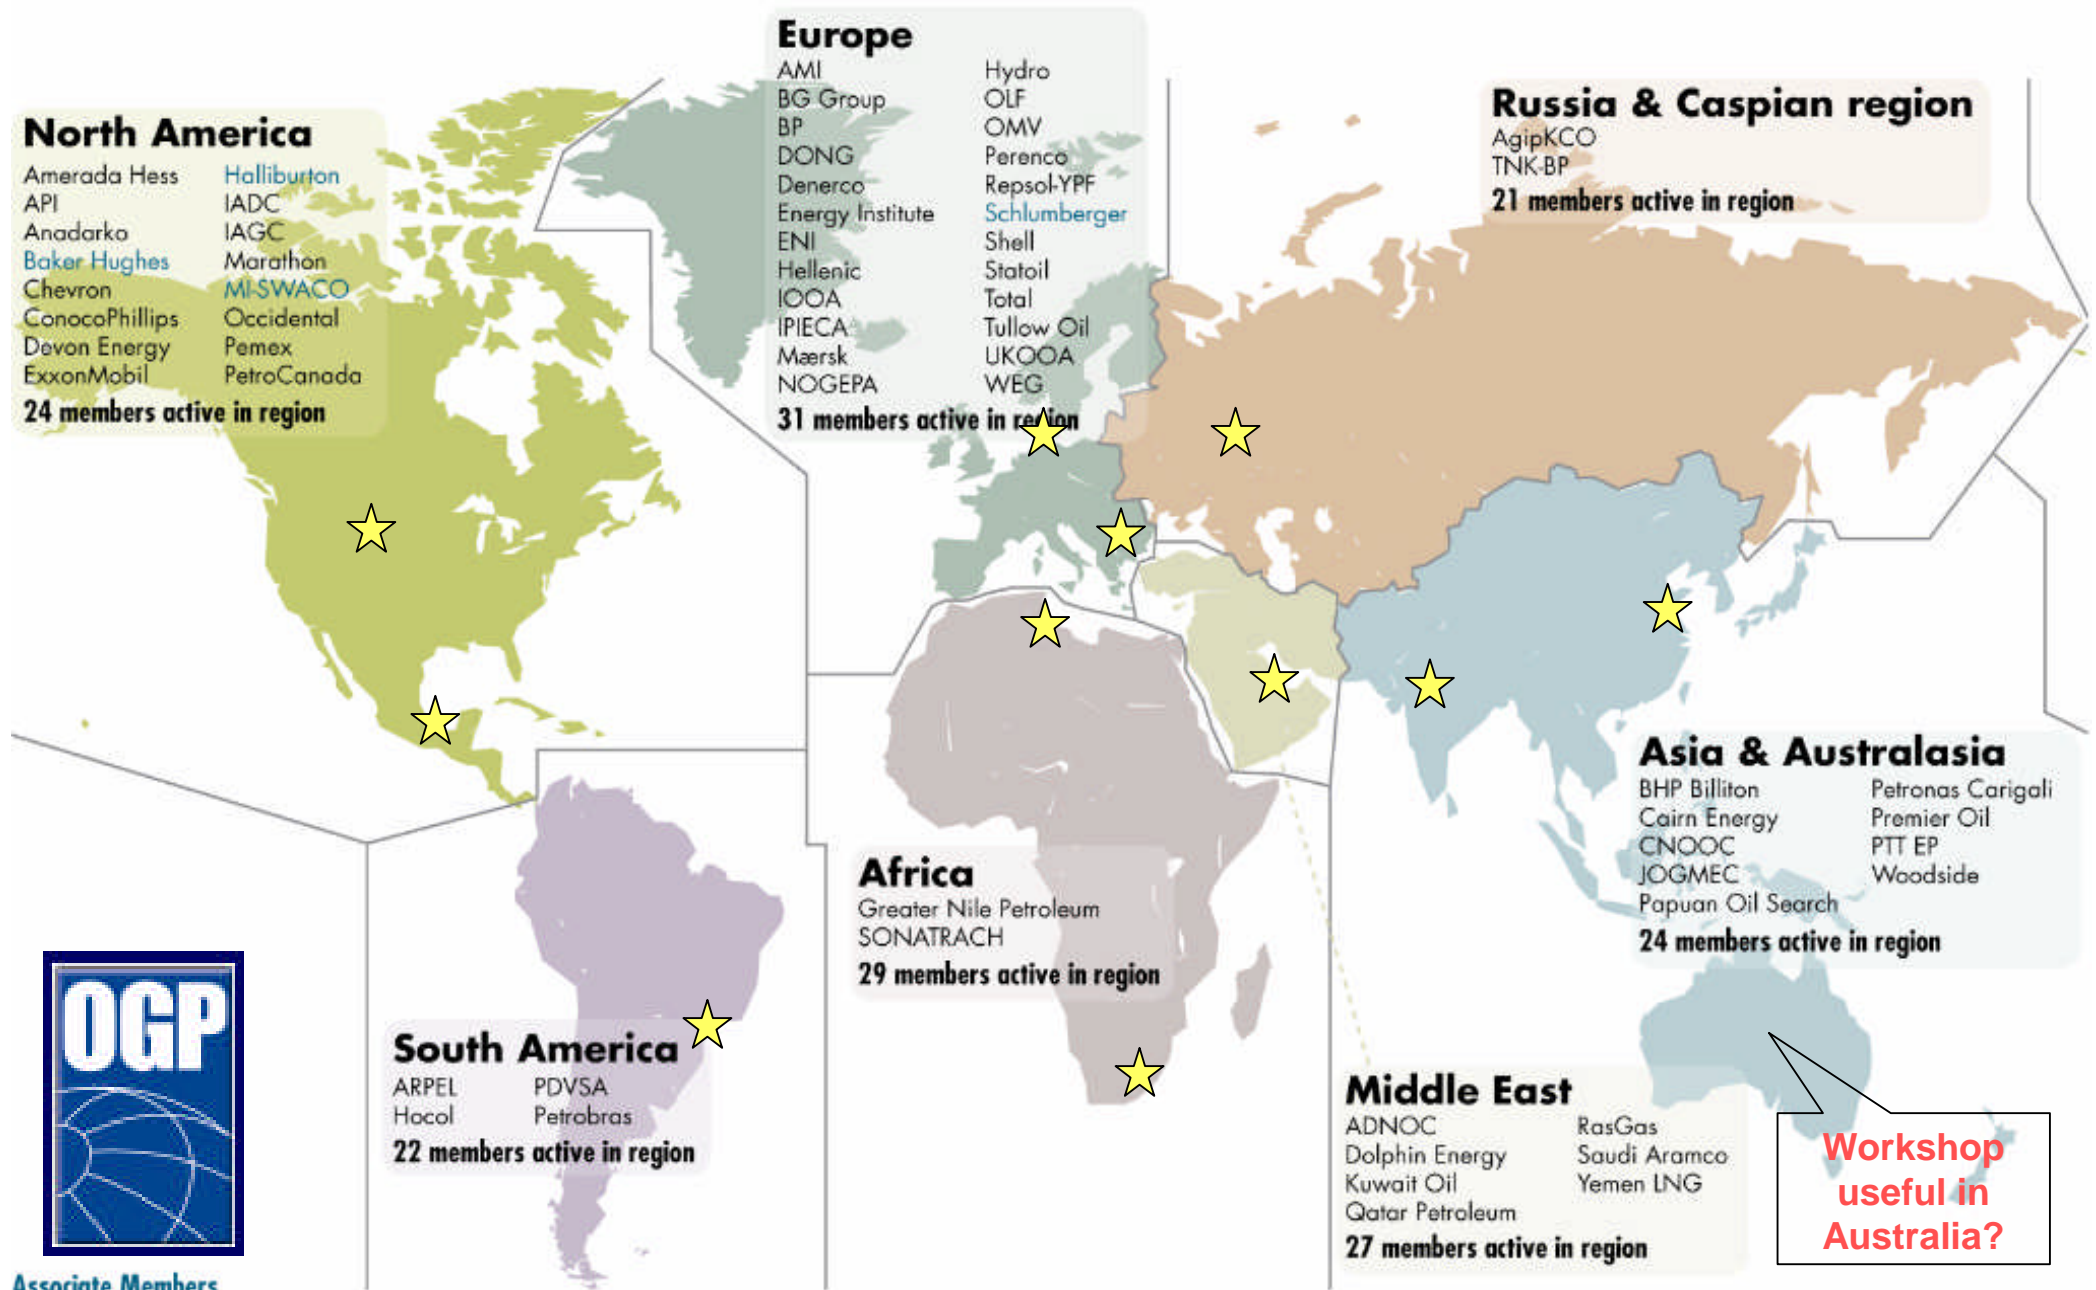 North America
Amerada Hess
API
Anadarko
Baker Hughes
Chevron
ConocoPhillips
Devon Energy
ExxonMobil
Halliburton
IADC
IAGC
Marathon
MI-SWACO
Occidental
Pemex
PetroCanada
24 members active in region
Europe
AMI
BG Group
BP
DONG
Denerco
Energy Institute
ENI
Hellenic
IOOA
IPIECA
Mærsk
NOGEPA
Hydro
OLF
OMV
Perenco
Repsol-YPF
Schlumberger
Shell
Statoil
Total
Tullow Oil
UKOOA
WEG
31 members active in region
Russia & Caspian region
AgipKCO
TNK-BP
21 members active in region
Asia & Australasia
BHP Billiton
Cairn Energy
CNOOC
JOGMEC
Papuan Oil Search
Petronas Carigali
Premier Oil
PTT EP
Woodside
24 members active in region
Africa
Greater Nile Petroleum
SONATRACH
29 members active in region
South America
ARPEL
Hocol
PDVSA
Petrobras
22 members active in region
Middle East
ADNOC
Dolphin Energy
Kuwait Oil
Qatar Petroleum
RasGas
Saudi Aramco
Yemen LNG
27 members active in region
Workshop
useful in
Australia?
OGP
Associate Members